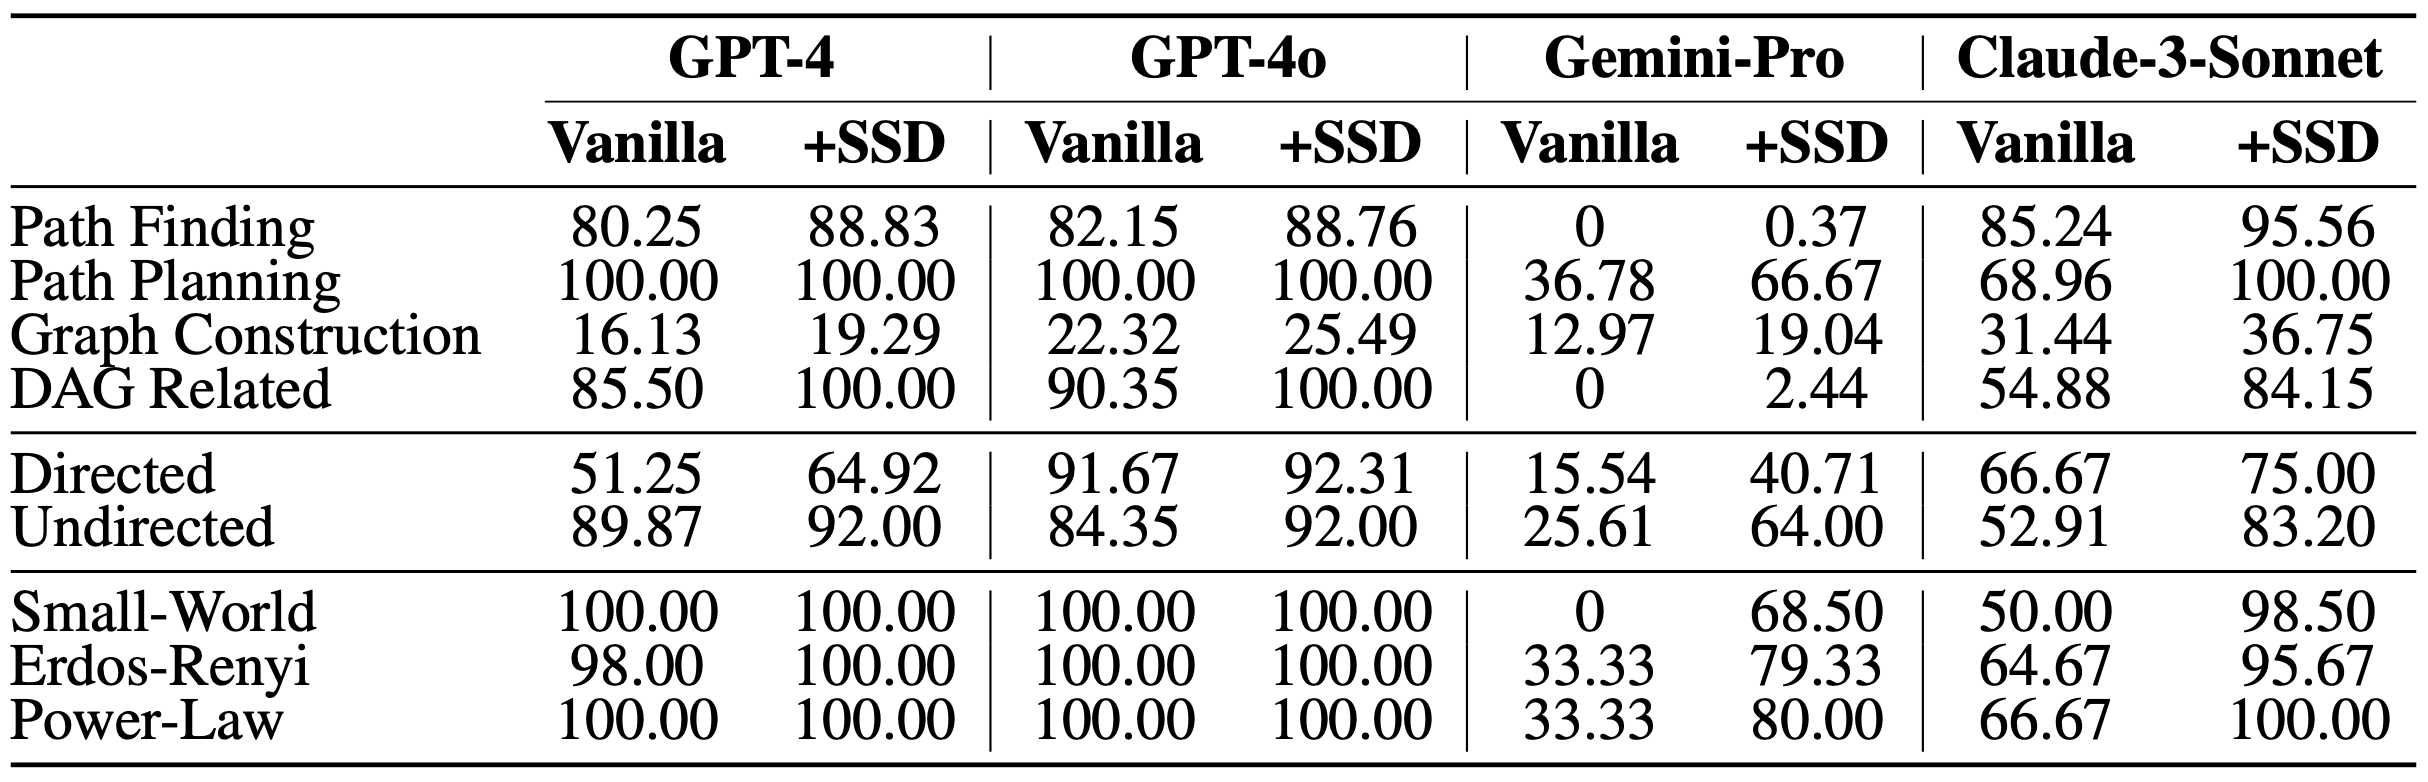 GPT-4 GPT-4o Gemini-Pro Claude-3-Sonnet
Vanilla +SSD Vanilla +SSD Vanilla +SSD Vanilla +SSD
Path Finding 80.25 88.83 82.15 88.76 0 0.37 85.24 95.56
Path Planning 100.00 100.00 100.00 100.00 36.78 66.67 68.96 100.00
Graph Construction 16.13 19.29 22.32 25.49 12.97 19.04 31.44 36.75
DAG Related 85.50 100.00 90.35 100.00 0 2.44 54.88 84.15
Directed 51.25 64.92 91.67 92.31 15.54 40.71 66.67 75.00
Undirected 89.87 92.00 84.35 92.00 25.61 64.00 52.91 83.20
Small-World 100.00 100.00 100.00 100.00 0 68.50 50.00 98.50
Erdos-Renyi 98.00 100.00 100.00 100.00 33.33 79.33 64.67 95.67
Power-Law 100.00 100.00 100.00 100.00 33.33 80.00 66.67 100.00